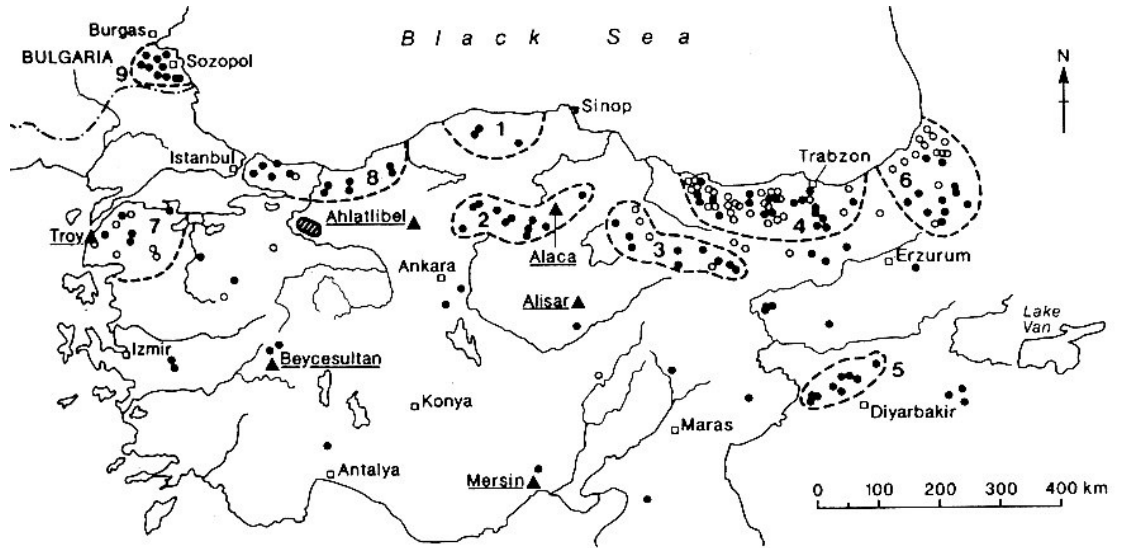 Burgas
Black Sea
N
BULGARIA
Sozopol
9
Sinop
1
Istanbul
Trabzon
8
6
7
Ahlatlibel
2
4
Troy
3
Alaca
Ankara
Erzurum
Alisar
Lake
Van
Izmir
Beycesultan
5
Konya
Diyarbakir
Maras
Antalya
Mersin
0 100 200 300 400 km